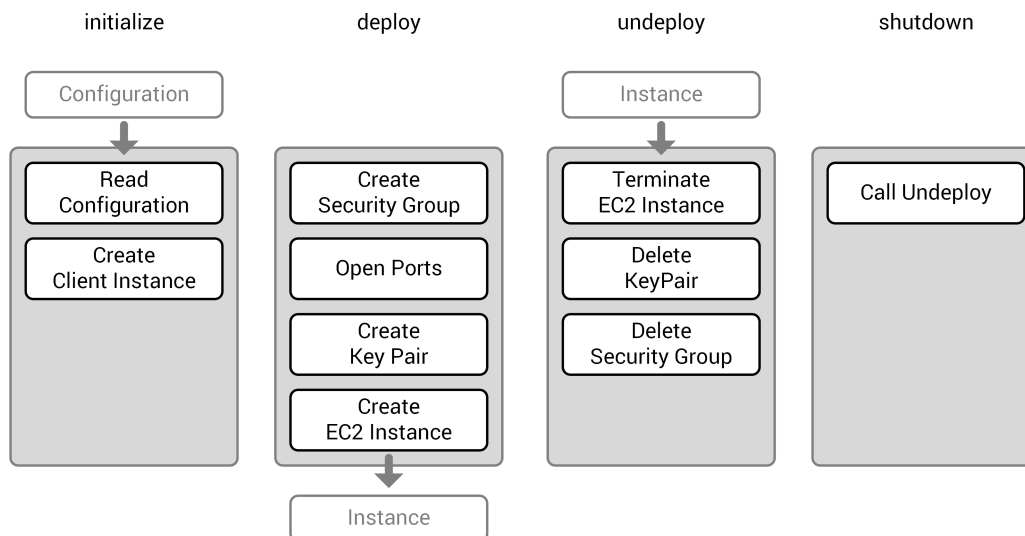 initialize
deploy
undeploy
shutdown
Configuration
Instance
Read
Configuration
Create
Client Instance
Create
Security Group
Open Ports
Create
Key Pair
Create
EC2 Instance
Instance
Terminate
EC2 Instance
Delete
KeyPair
Delete
Security Group
Call Undeploy